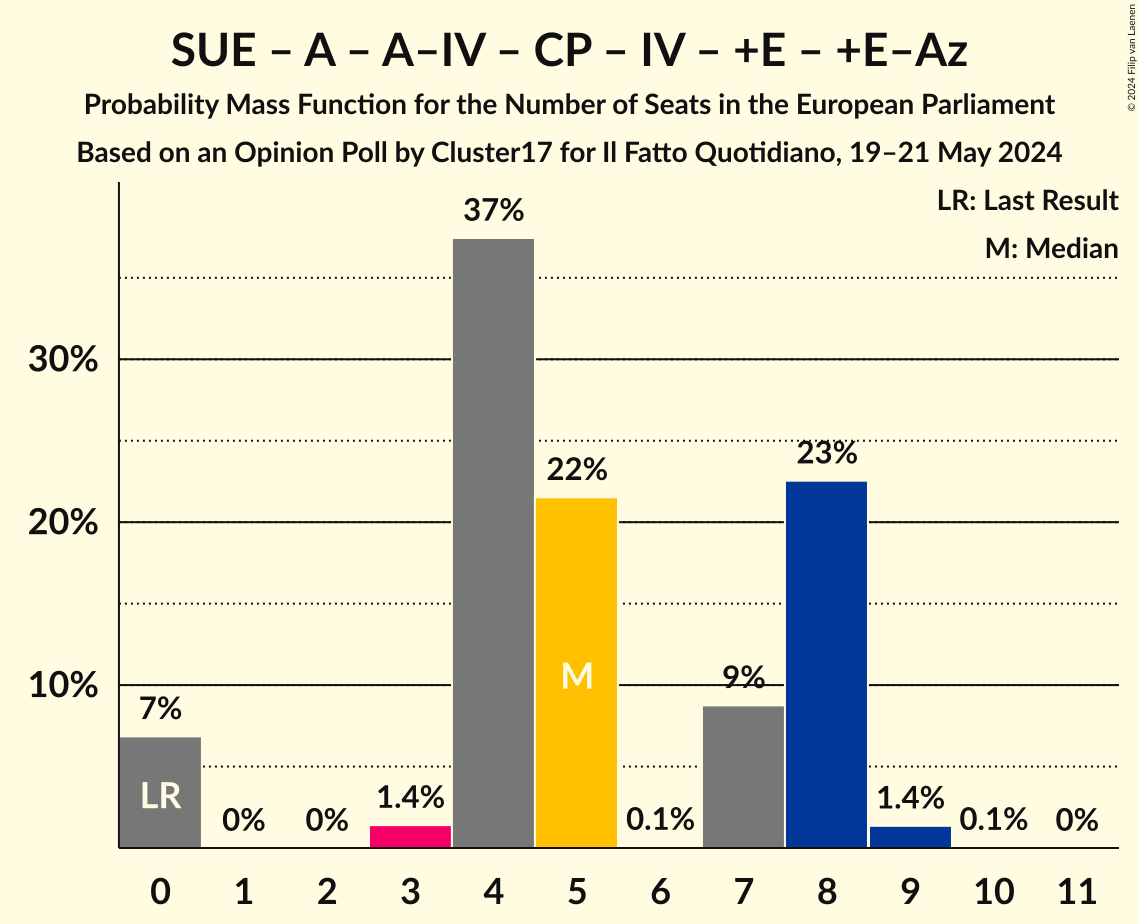 SUE – A – A–IV – CP – IV – +E – +E–Az
Probability Mass Function for the Number of Seats in the European Parliament
Based on an Opinion Poll by Cluster17 for Il Fatto Quotidiano, 19–21 May 2024
© 2024 Filip van Laenen
LR: Last Result
M: Median
37%
30%
23%
22%
20%
M
9%
10%
7%
LR
1.4%
1.4%
0%
0%
0.1%
0.1%
0%
0 1 2 3 4 5 6 7 8 9 10 11